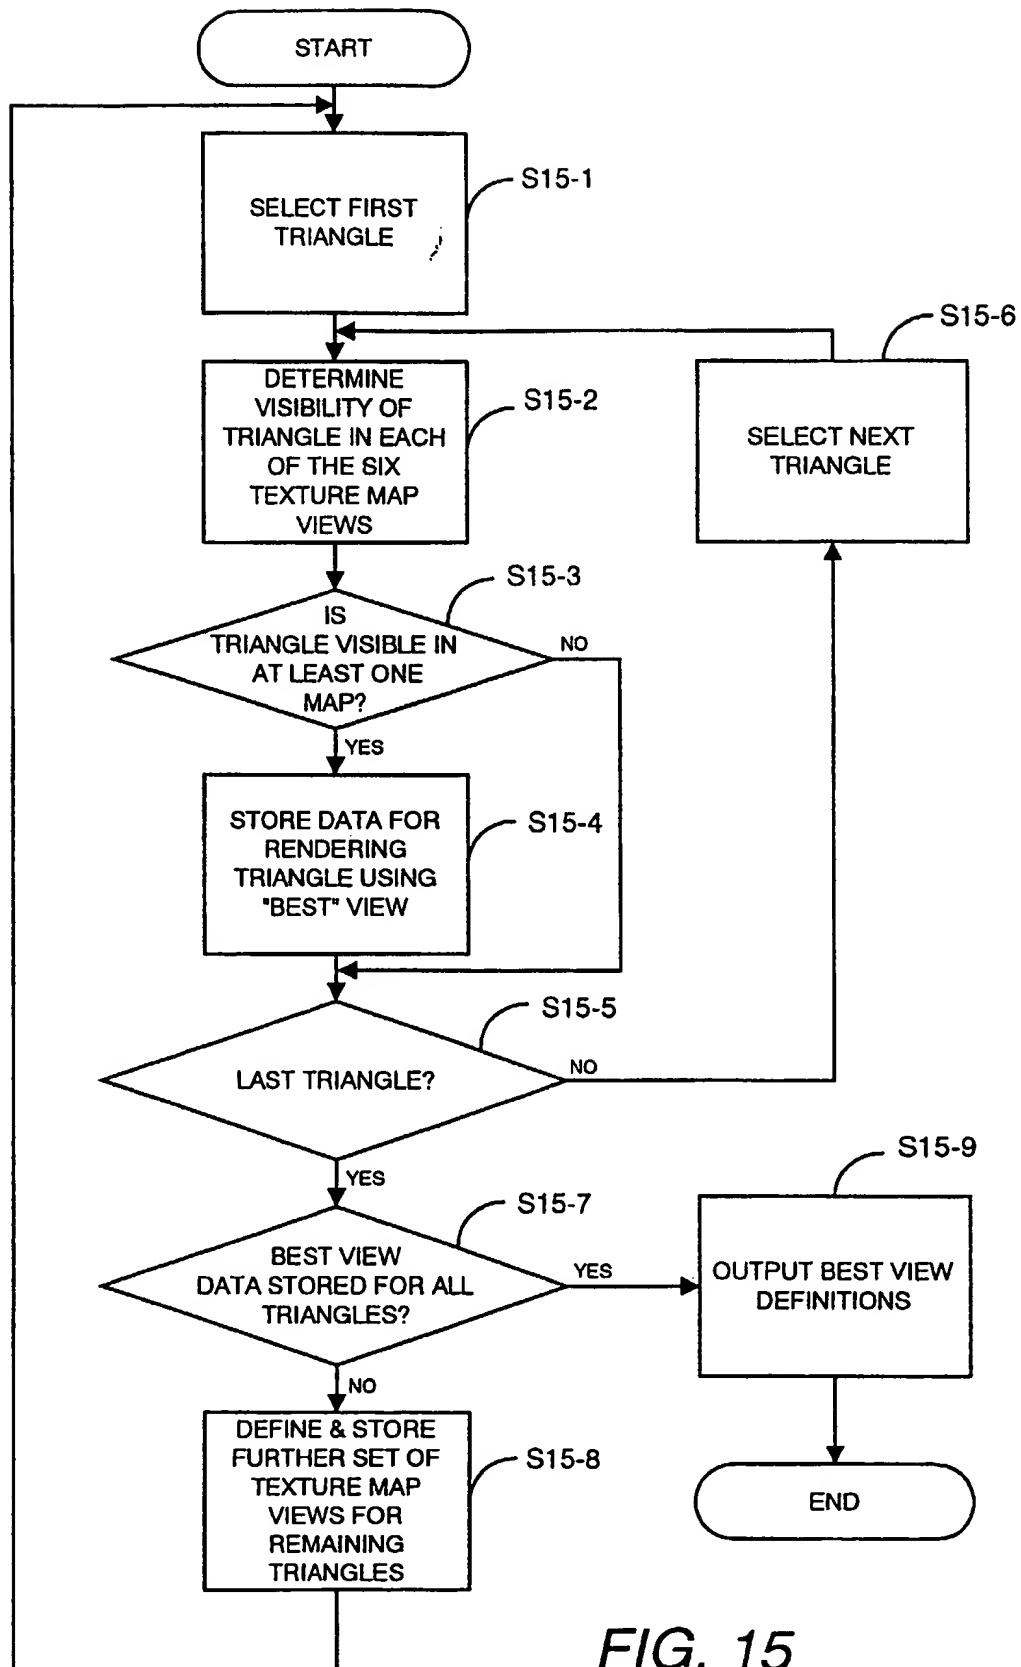 START
S15-1
SELECT FIRST
TRIANGLE
S15-6
DETERMINE
VISIBILITY OF
TRIANGLE IN EACH
OF THE SIX
TEXTURE MAP
VIEWS
S15-2
SELECT NEXT
TRIANGLE
S15-3
IS
TRIANGLE VISIBLE IN
AT LEAST ONE
MAP?
NO
YES
STORE DATA FOR
RENDERING
TRIANGLE USING
"BEST" VIEW
S15-4
S15-5
LAST TRIANGLE?
NO
YES
S15-9
S15-7
BEST VIEW
DATA STORED FOR ALL
TRIANGLES?
YES
OUTPUT BEST VIEW
DEFINITIONS
NO
DEFINE & STORE
FURTHER SET OF
TEXTURE MAP
VIEWS FOR
REMAINING
TRIANGLES
S15-8
END
FIG. 15